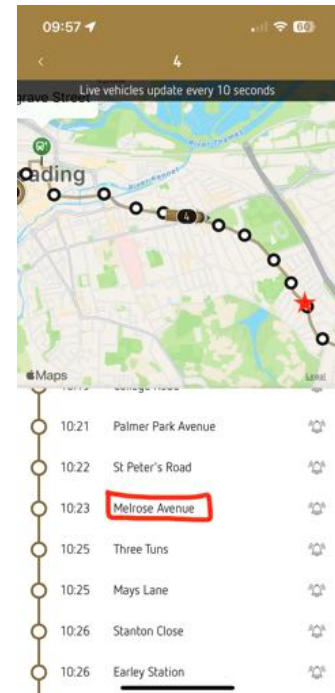 09:57
60
4
Live vehicles update every 10 seconds
grave Street
River Thames
River Kennet
ading
4
Maps
Legal
10:21 Palmer Park Avenue
10:22 St Peter's Road
10:23 Melrose Avenue
10:25 Three Tuns
10:25 Mays Lane
10:26 Stanton Close
10:26 Earley Station